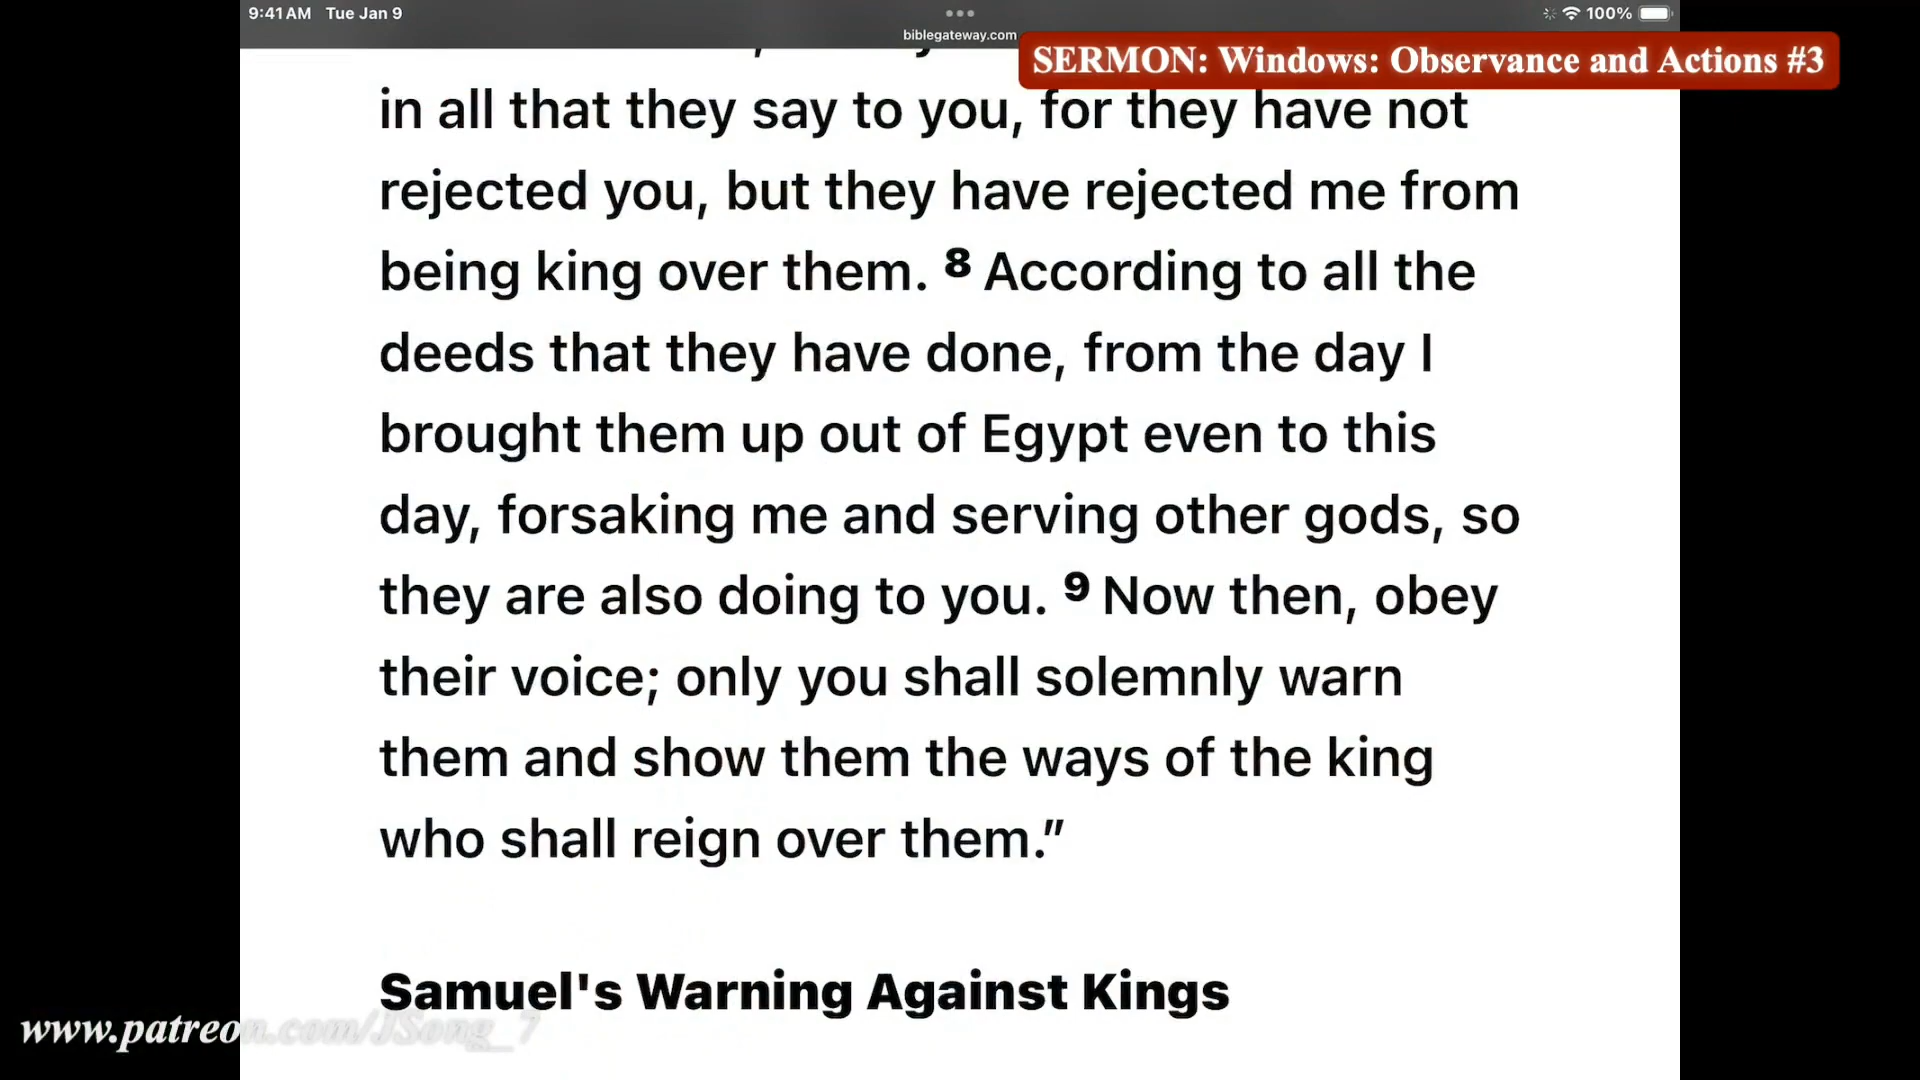 9:41 AM Tue Jan 9
100%
biblegateway.com
SERMON: Windows: Observance and Actions #3
in all that they say to you, for they have not
rejected you, but they have rejected me from
being king over them. 8 According to all the
deeds that they have done, from the day I
brought them up out of Egypt even to this
day, forsaking me and serving other gods, so
they are also doing to you. 9 Now then, obey
their voice; only you shall solemnly warn
them and show them the ways of the king
who shall reign over them.”
Samuel's Warning Against Kings
www.patreon.com/JSong_7